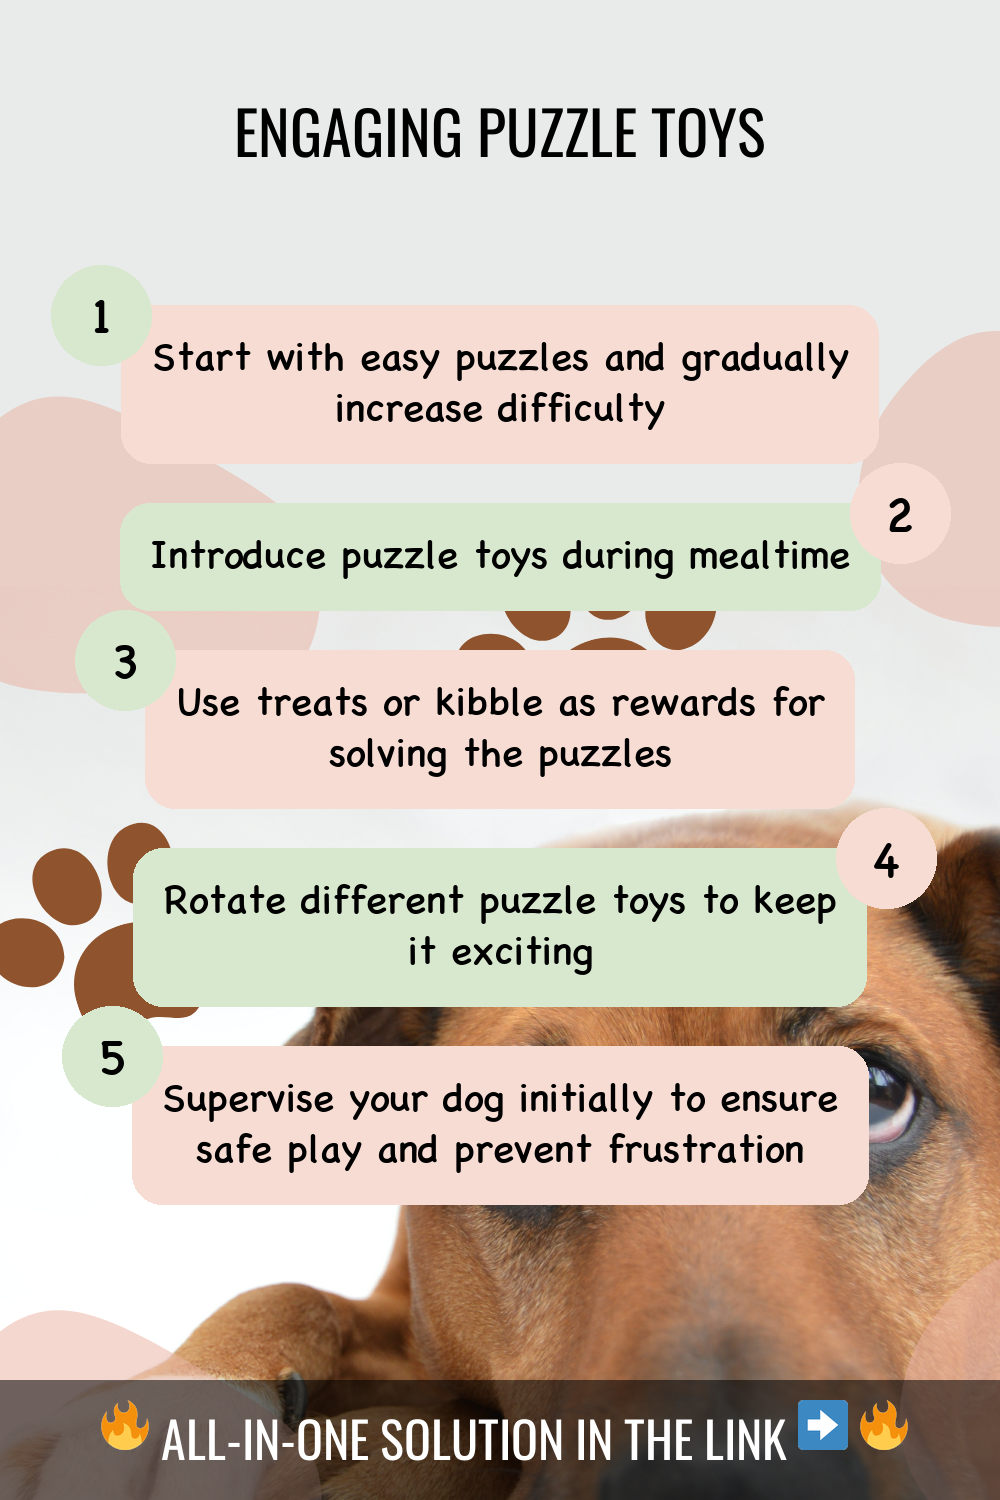 ENGAGING PUZZLE TOYS
1
Start with easy puzzles and gradually
increase difficulty
2
Introduce puzzle toys during mealtime
3
Use treats or kibble as rewards for
solving the puzzles
4
Rotate different puzzle toys to keep
it exciting
5
Supervise your dog initially to ensure
safe play and prevent frustration
🔥 ALL-IN-ONE SOLUTION IN THE LINK ➡️ 🔥